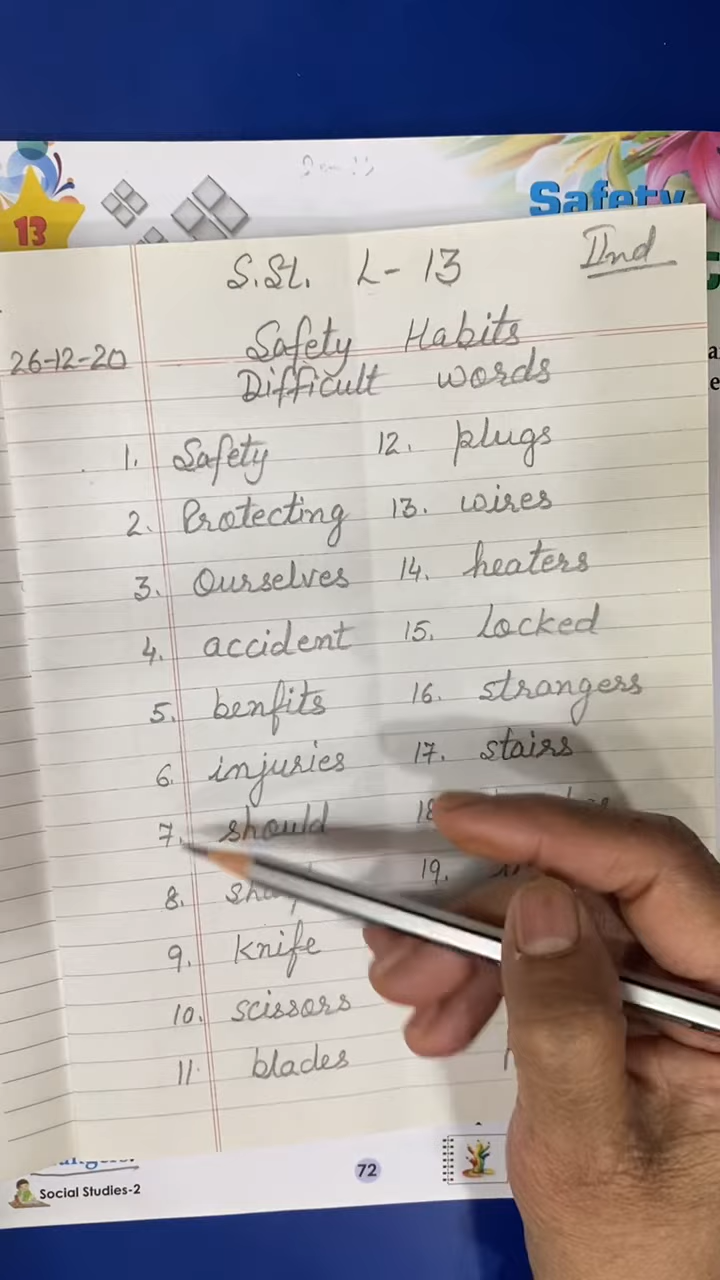 13
Safety
S.St. L-13 IInd
26-12-20
Safety Habits
Difficult words
1. Safety 12. plugs
2. Protecting 13. wires
3. Ourselves 14. heaters
4. accident 15. Locked
5. benfits 16. strangers
6. injuries 17. stairs
7. should 18.
8. 19.
9. knife
10. scissors
11. blades
72
Social Studies-2